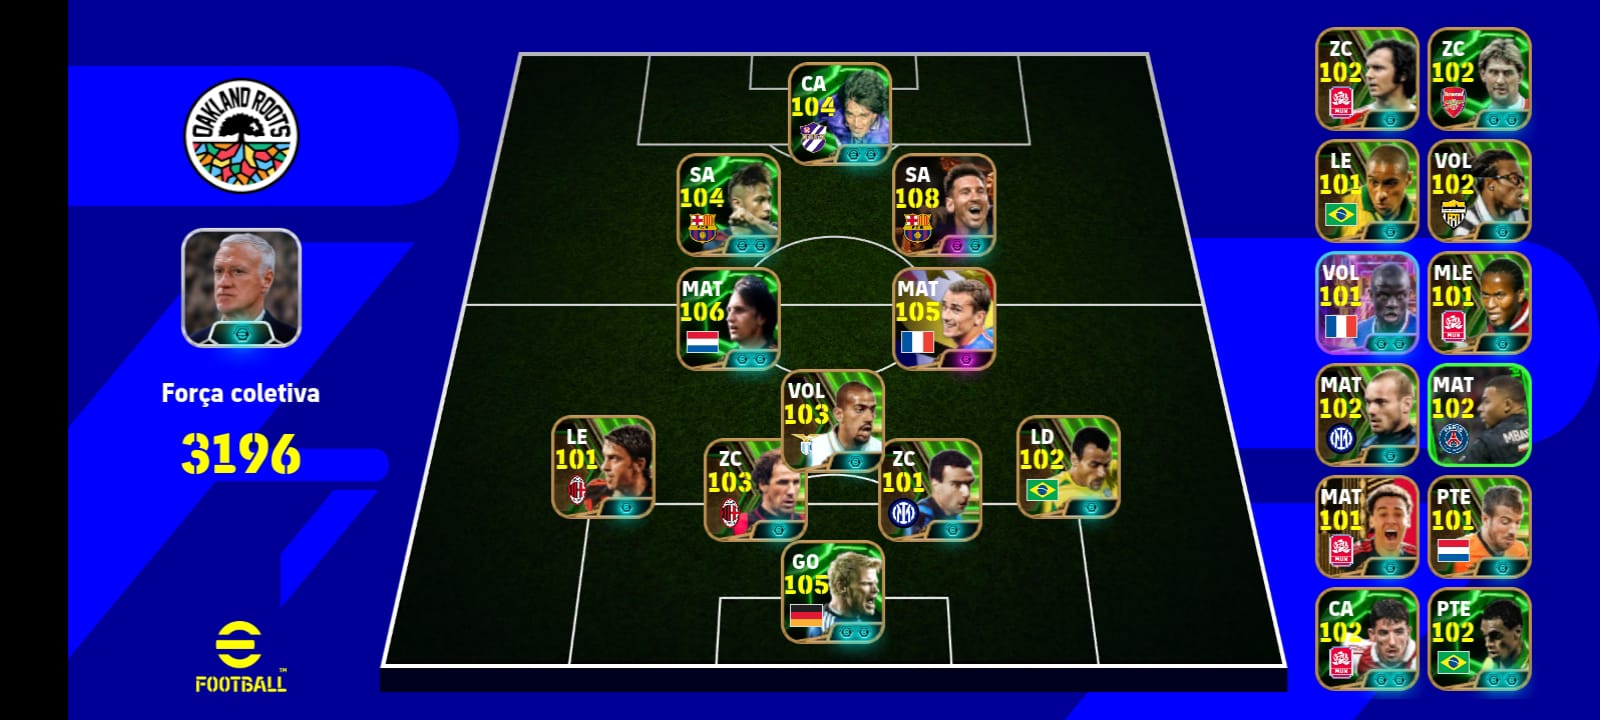 OAKLAND ROOTS
Força coletiva
3196
FOOTBALL™
CA
104
SA
104
SA
108
MAT
106
MAT
105
VOL
103
LE
101
ZC
103
ZC
101
LD
102
GO
105
ZC
102
ZC
102
LE
101
VOL
102
VOL
101
MLE
101
MAT
102
MAT
102
MBAP
MAT
101
PTE
101
CA
102
PTE
102